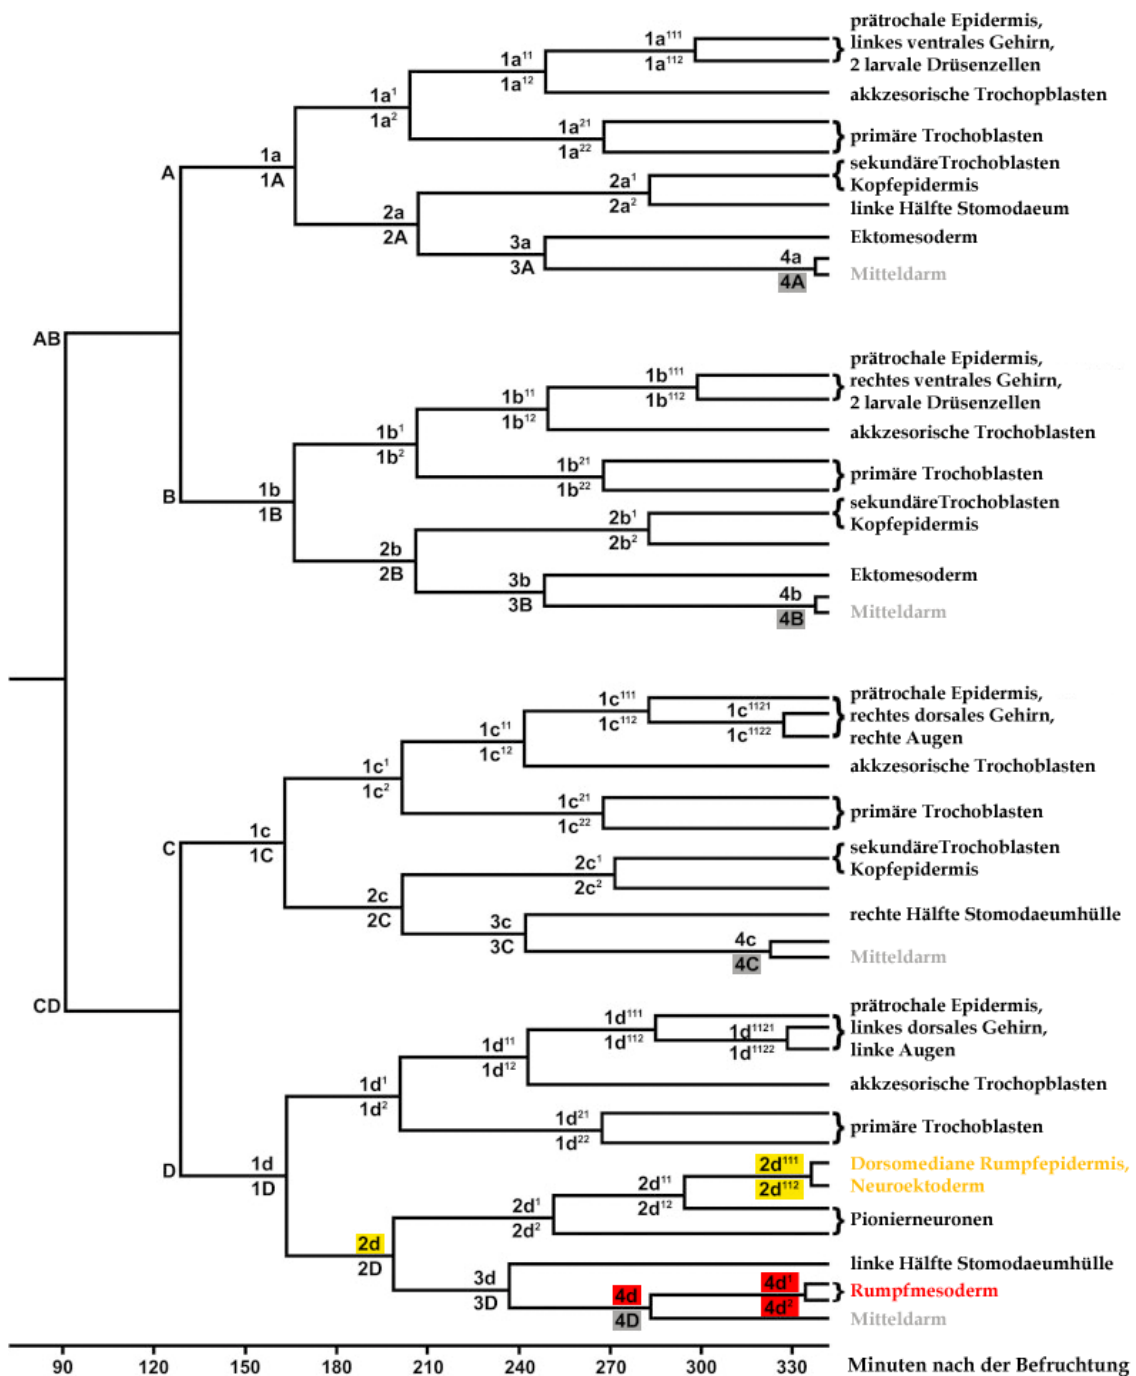 prätrochale Epidermis,
1a¹¹¹ linkes ventrales Gehirn,
1a¹¹ 1a¹¹² 2 larvale Drüsenzellen
1a¹² akkzesorische Trochopblasten
1a¹
1a² 1a²¹ primäre Trochoblasten
1a²²
1a sekundäreTrochoblasten
A 1A 2a¹ Kopfepidermis
2a² linke Hälfte Stomodaeum
2a
2A 3a Ektomesoderm
3A 4a Mitteldarm
4A
AB
prätrochale Epidermis,
1b¹¹¹ rechtes ventrales Gehirn,
1b¹¹ 1b¹¹² 2 larvale Drüsenzellen
1b¹² akkzesorische Trochoblasten
1b¹
1b² 1b²¹ primäre Trochoblasten
1b²²
B 1b sekundäreTrochoblasten
1B 2b¹ Kopfepidermis
2b²
2b
2B 3b Ektomesoderm
3B 4b Mitteldarm
4B
prätrochale Epidermis,
1c¹¹¹ 1c¹¹²¹ rechtes dorsales Gehirn,
1c¹¹ 1c¹¹² 1c¹¹²² rechte Augen
1c¹² akkzesorische Trochoblasten
1c¹
1c² 1c²¹ primäre Trochoblasten
1c²²
C 1c sekundäreTrochoblasten
1C 2c¹ Kopfepidermis
2c²
2c
2C 3c rechte Hälfte Stomodaeumhülle
3C 4c Mitteldarm
4C
CD prätrochale Epidermis,
1d¹¹¹ 1d¹¹²¹ linkes dorsales Gehirn,
1d¹¹ 1d¹¹² 1d¹¹²² linke Augen
1d¹² akkzesorische Trochopblasten
1d¹
1d² 1d²¹ primäre Trochoblasten
1d²²
D 1d 2d¹¹¹ Dorsomediane Rumpfepidermis,
1D 2d¹¹ 2d¹¹² Neuroektoderm
2d¹ 2d¹² Pionierneuronen
2d²
2d
2D linke Hälfte Stomodaeumhülle
3d 4d 4d¹ Rumpfmesoderm
3D 4D 4d² Mitteldarm
90 120 150 180 210 240 270 300 330 Minuten nach der Befruchtung